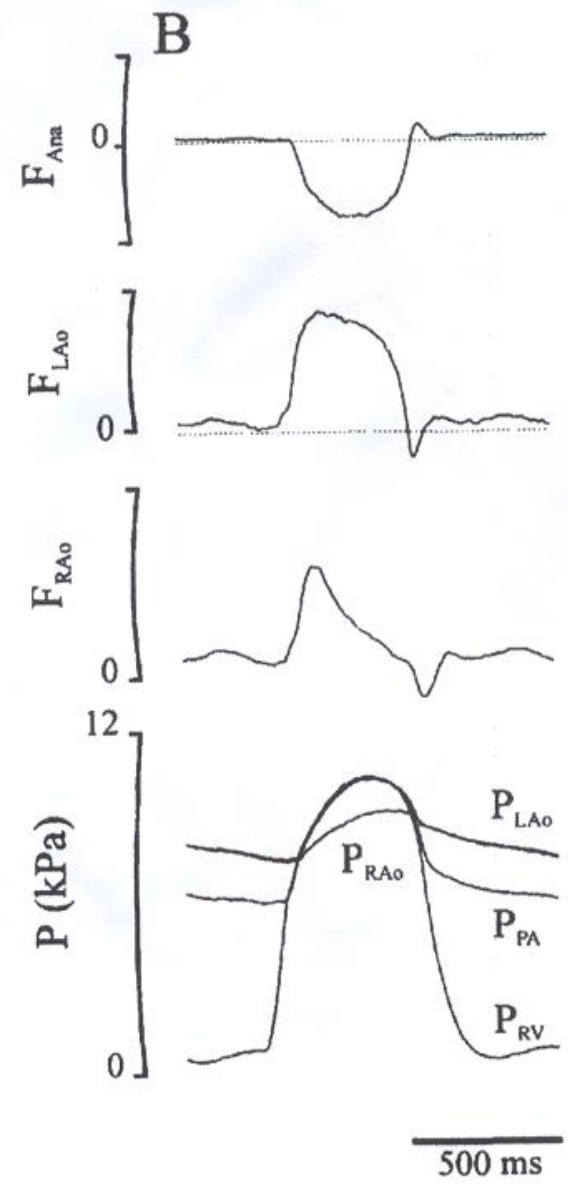 B
F_Ana
0
F_LAo
0
F_RAo
0
12
P (kPa)
0
P_LAo
P_RAo
P_PA
P_RV
500 ms